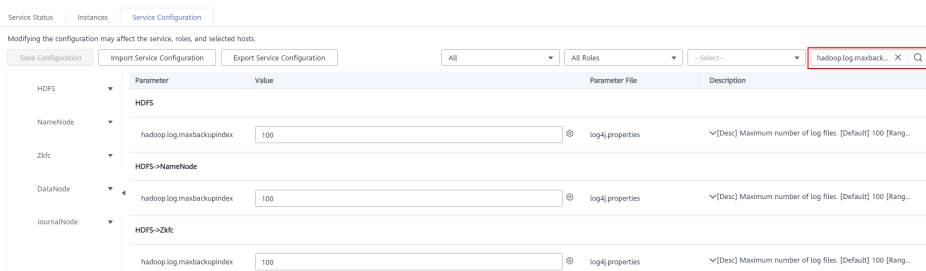 Service Status Instances Service Configuration
Modifying the configuration may affect the service, roles, and selected hosts.
Save Configuration Import Service Configuration Export Service Configuration All All Roles --Select-- hadoop.log.maxback...
Parameter Value Parameter File Description
HDFS
HDFS
NameNode
hadoop.log.maxbackupindex 100 log4j.properties [Desc] Maximum number of log files. [Default] 100 [Rang...
Zkfc
HDFS->NameNode
DataNode
hadoop.log.maxbackupindex 100 log4j.properties [Desc] Maximum number of log files. [Default] 100 [Rang...
JournalNode
HDFS->Zkfc
hadoop.log.maxbackupindex 100 log4j.properties [Desc] Maximum number of log files. [Default] 100 [Rang...